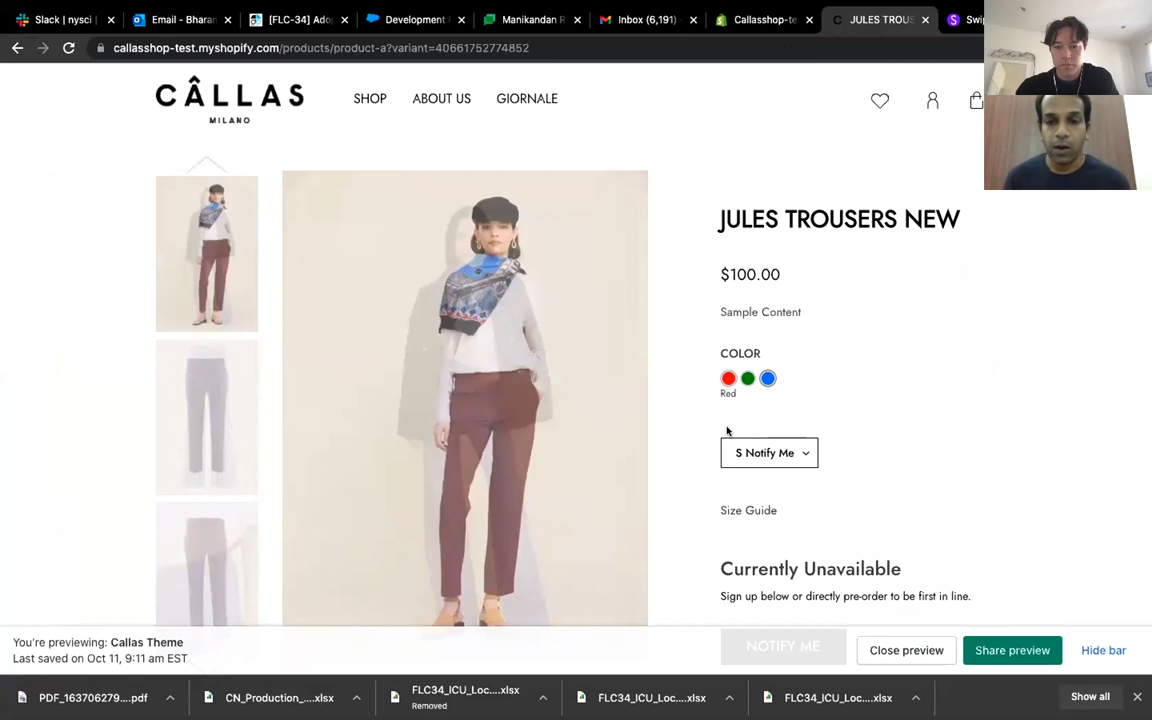 Slack | nysci
Email - Bharan
[FLC-34] Ado
Development
Manikandan R
Inbox (6,191)
Callasshop-te
JULES TROUS
Swi
callasshop-test.myshopify.com/products/product-a?variant=40661752774852
CÂLLAS
MILANO
SHOP
ABOUT US
GIORNALE
JULES TROUSERS NEW
$100.00
Sample Content
COLOR
Red
S Notify Me
Size Guide
Currently Unavailable
Sign up below or directly pre-order to be first in line.
NOTIFY ME
You're previewing: Callas Theme
Last saved on Oct 11, 9:11 am EST
Close preview
Share preview
Hide bar
PDF_163706279....pdf
CN_Production_....xlsx
FLC34_ICU_Loc....xlsx
Removed
FLC34_ICU_Loc....xlsx
FLC34_ICU_Loc....xlsx
Show all